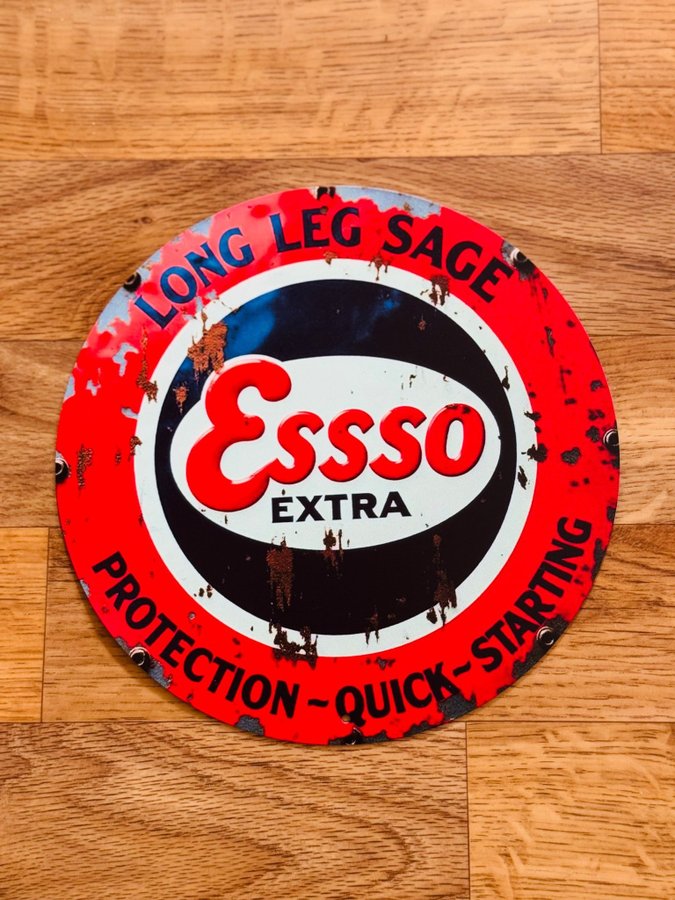 LONG LEG SAGE
Essso
EXTRA
PROTECTION ~ QUICK ~ STARTING